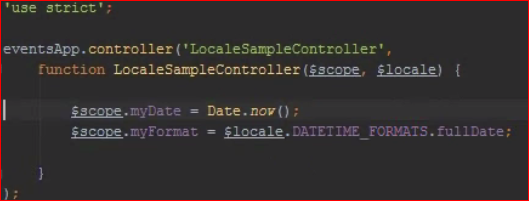 'use strict';
eventsApp.controller('LocaleSampleController',
function LocaleSampleController($scope, $locale) {
$scope.myDate = Date.now();
$scope.myFormat = $locale.DATETIME_FORMATS.fullDate;
}
);